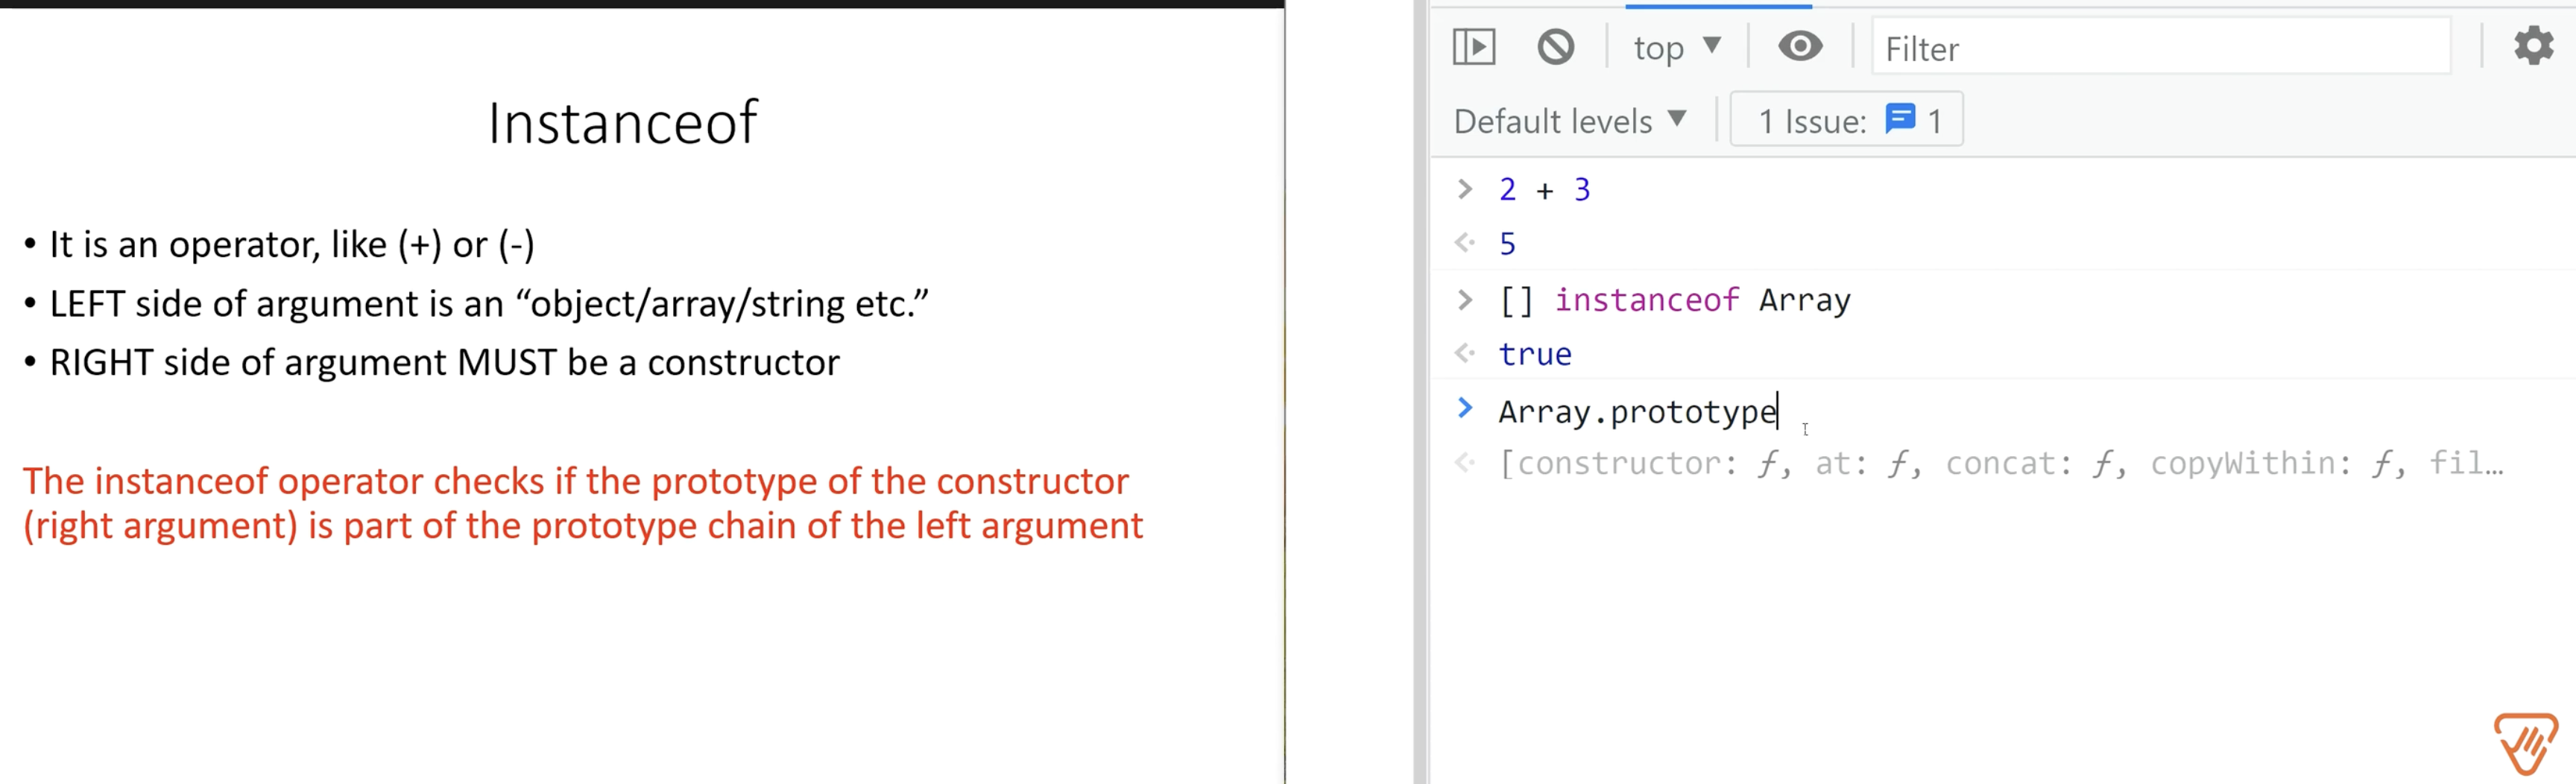 Instanceof
• It is an operator, like (+) or (-)
• LEFT side of argument is an “object/array/string etc.”
• RIGHT side of argument MUST be a constructor
The instanceof operator checks if the prototype of the constructor
(right argument) is part of the prototype chain of the left argument
top ▼
Filter
Default levels ▼
1 Issue: 1
> 2 + 3
5
> [] instanceof Array
true
> Array.prototype
[constructor: ƒ, at: ƒ, concat: ƒ, copyWithin: ƒ, fil…